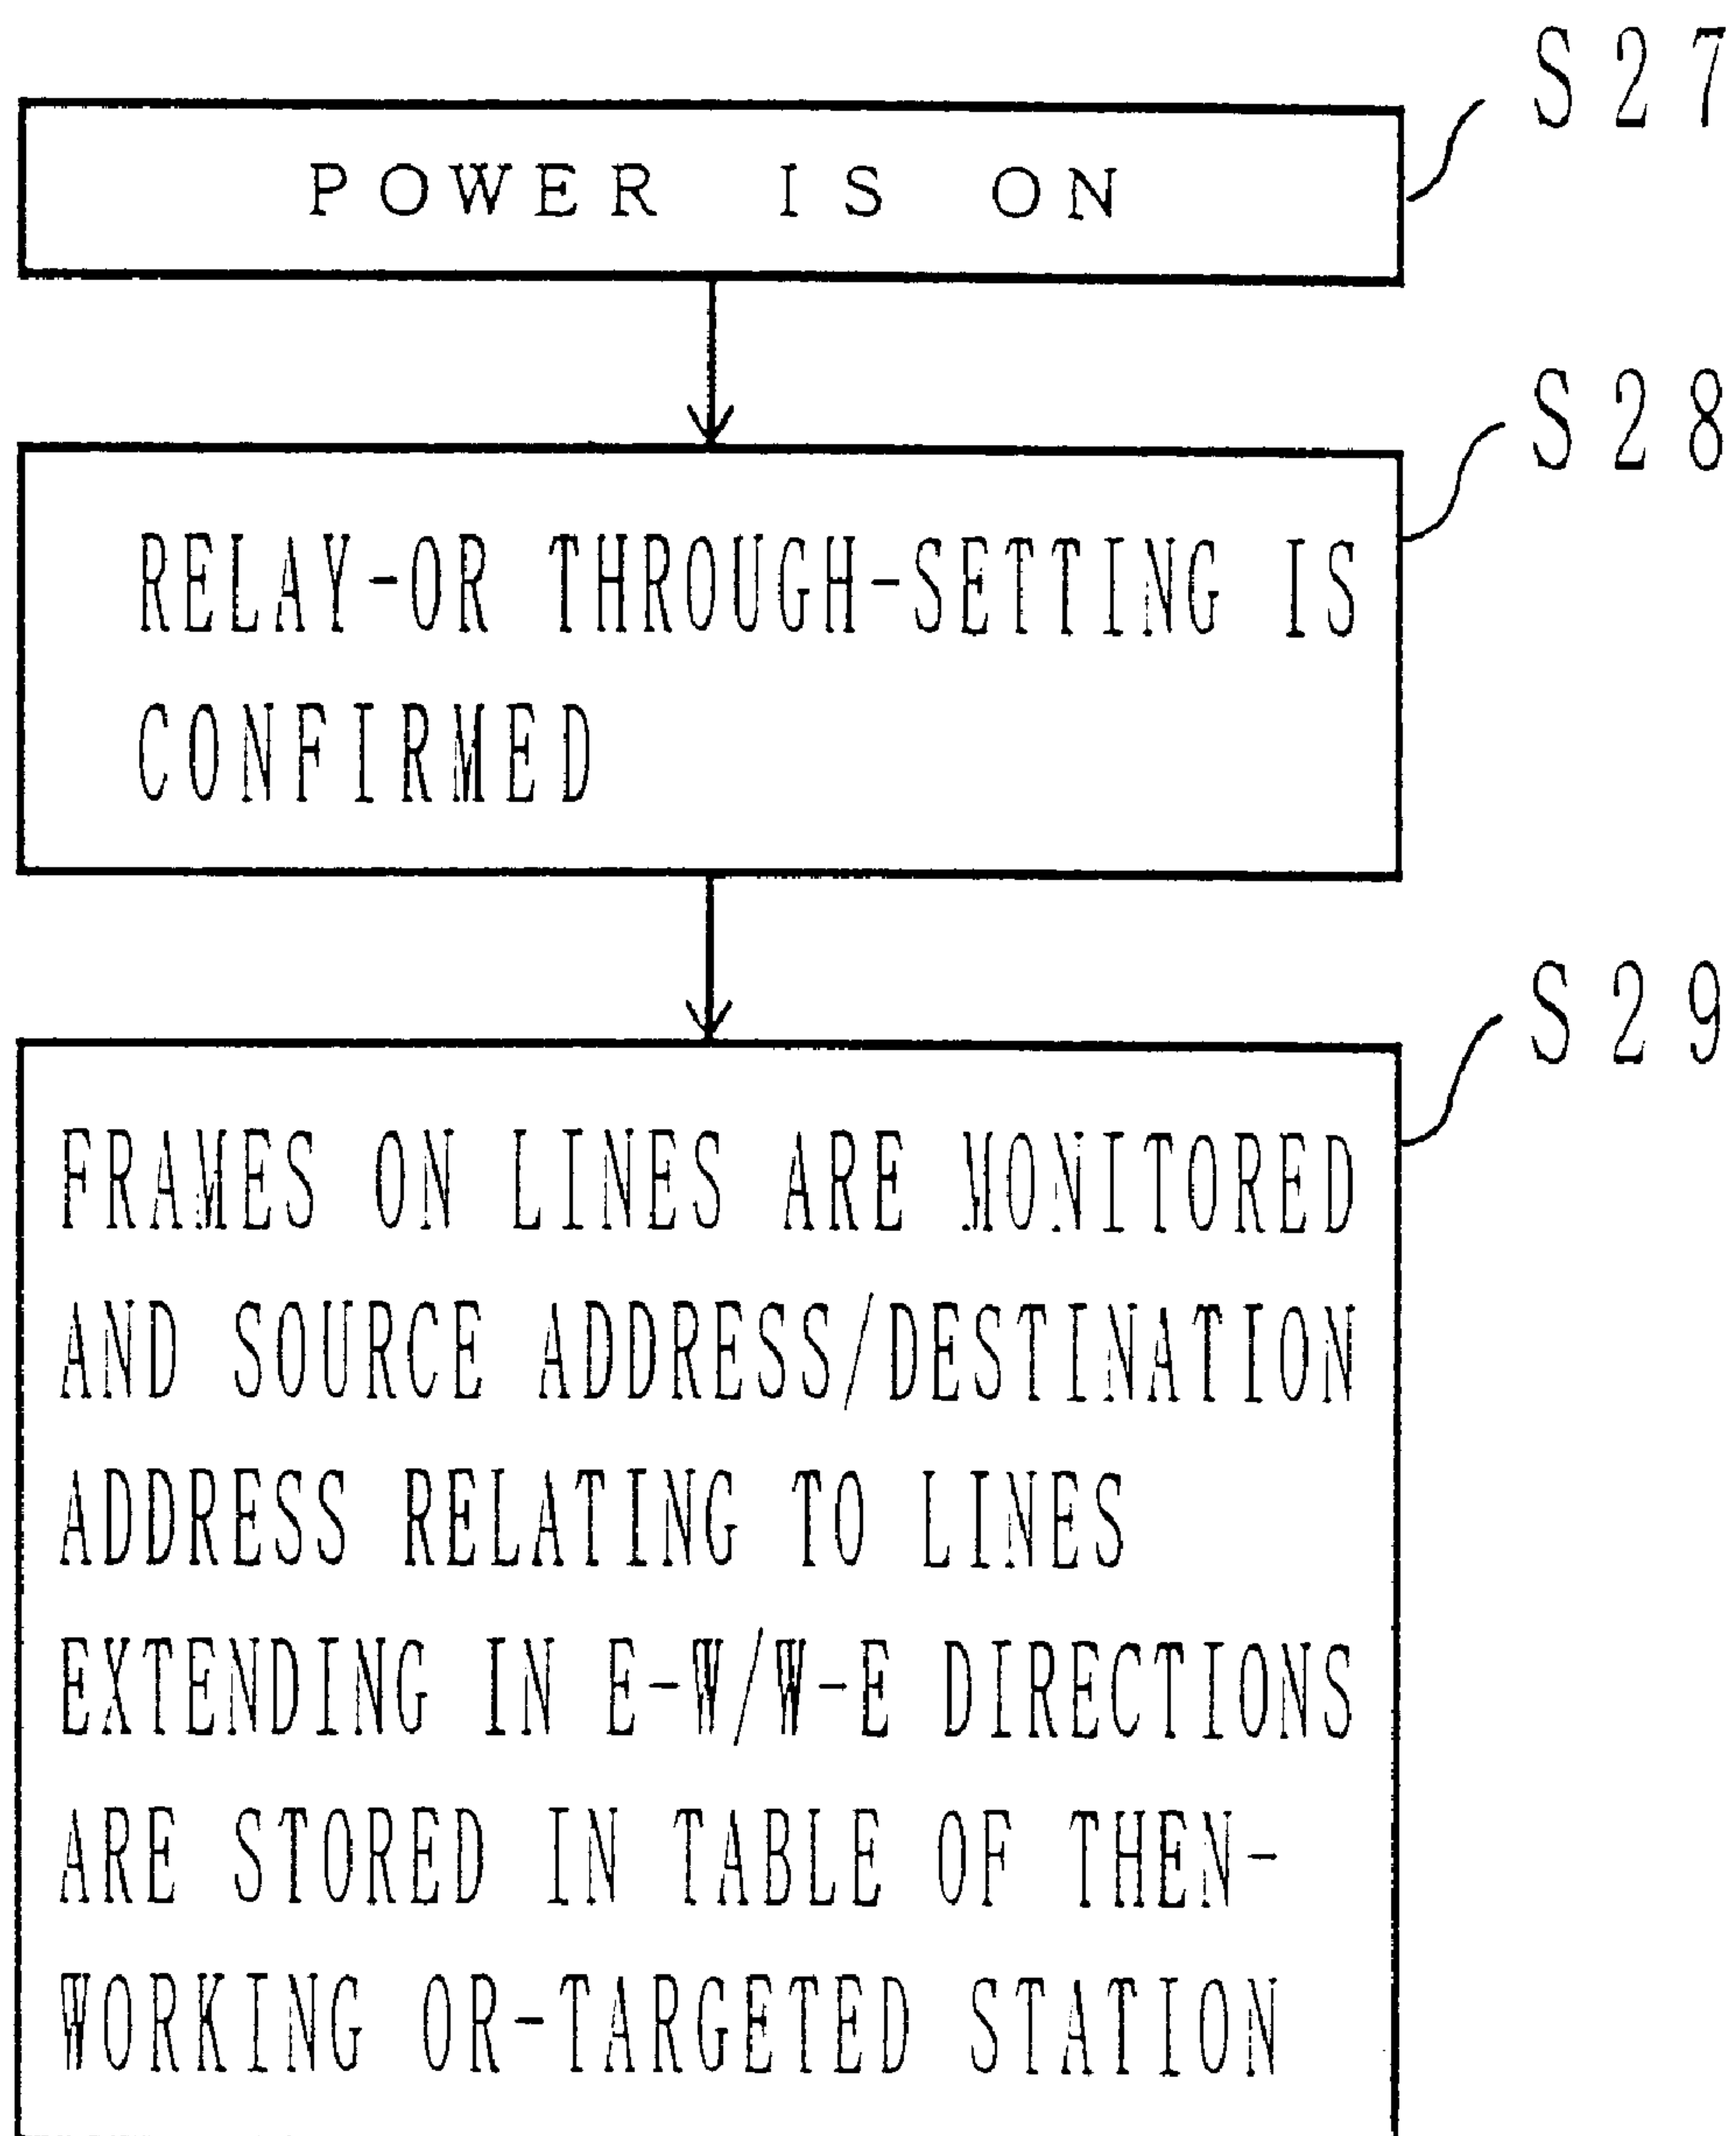 S27
POWER IS ON
S28
RELAY-OR THROUGH-SETTING IS
CONFIRMED
S29
FRAMES ON LINES ARE MONITORED
AND SOURCE ADDRESS/DESTINATION
ADDRESS RELATING TO LINES
EXTENDING IN E-W/W-E DIRECTIONS
ARE STORED IN TABLE OF THEN-
WORKING OR-TARGETED STATION